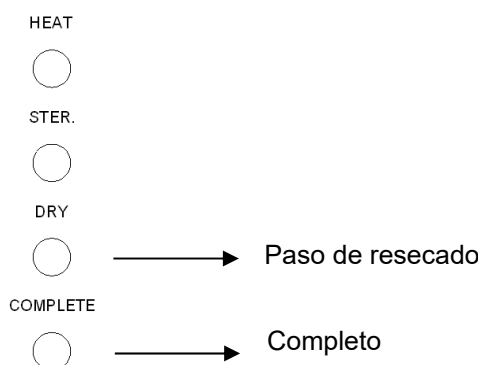 HEAT
STER.
DRY
Paso de resecado
COMPLETE
Completo